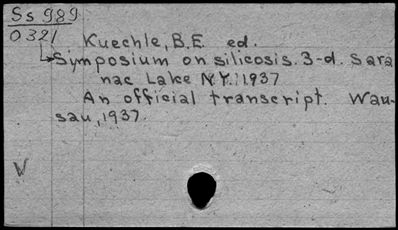 Ss 989
0321
Kuechle, B.E. ed.
Symposium on silicosis. 3-d. Sara
nac Lake N.Y. 1937
An official transcript. Wau-
sau, 1937.
V